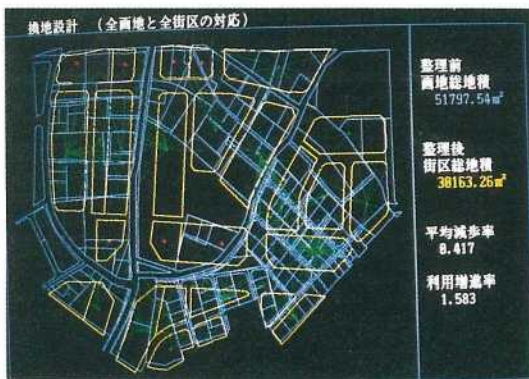 換地設計 (全画地と全街区の対応)
整理前
画地総地積
51797.54㎡
整理後
街区総地積
30163.26㎡
平均減歩率
0.417
利用増進率
1.583